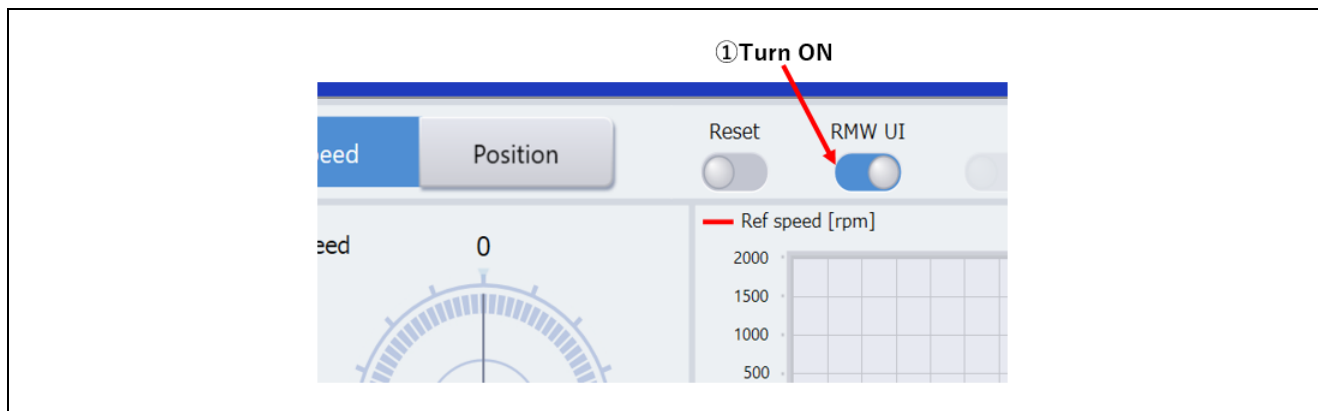 ①Turn ON
Reset RMW UI
eed Position
Ref speed [rpm]
eed 0
2000
1500
1000
500